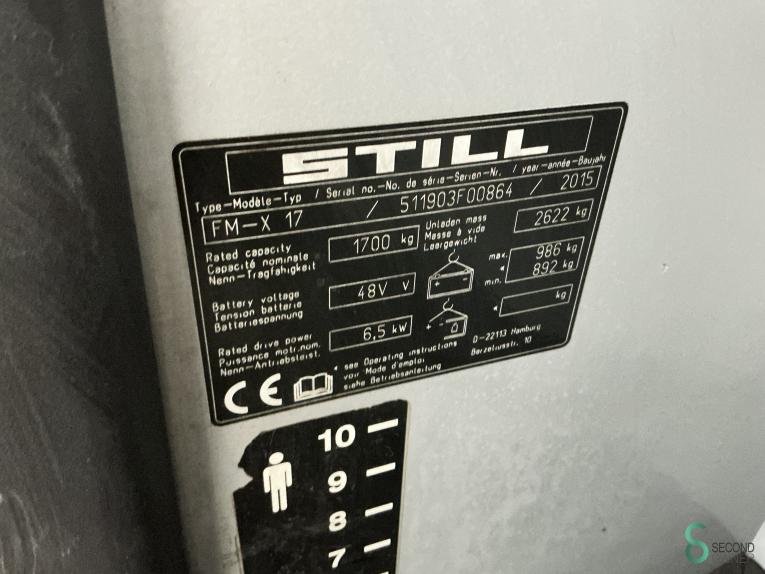 STILL
Type-Modèle-Typ / Serial no.-No. de série-Serien-Nr. / year-année-Baujahr
FM-X 17 / 511903F00864 / 2015
Rated capacity
Capacité nominale
Nenn-Tragfähigkeit
1700 kg
Unladen mass
Masse à vide
Leergewicht
2622 kg
Battery voltage
Tension batterie
Batteriespannung
48V V
max. 986 kg
*
min. 892 kg
Rated drive power
Puissance motr.nom.
Nenn-Antriebsleist.
6,5 kW
* kg
CE
* see Operating instructions
voir Mode d'emploi
siehe Betriebsanleitung
D-22113 Hamburg
Berzeliusstr. 10
10
9
8
7
S SECOND